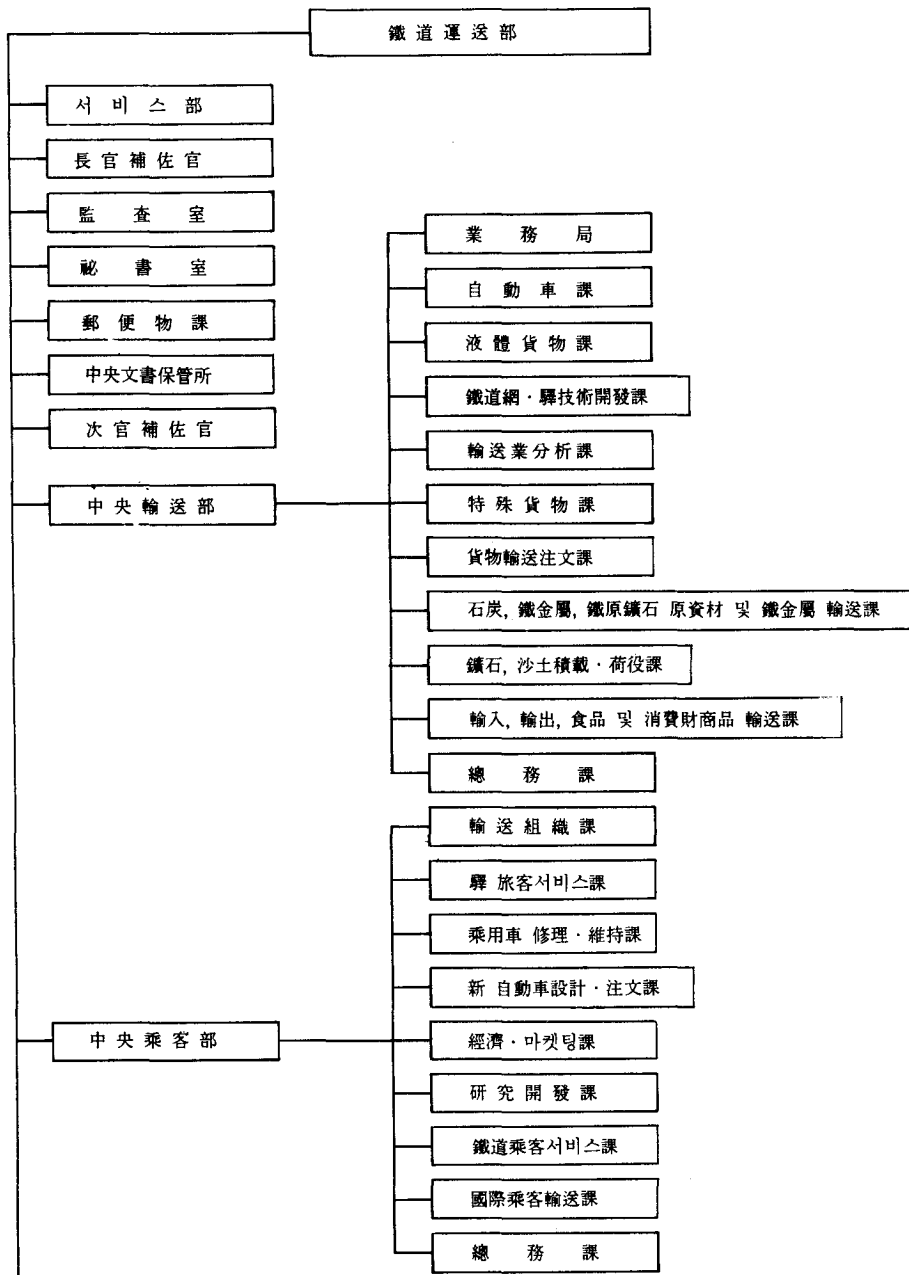 鐵道運送部
서비스部
長官補佐官
監査室
祕書室
郵便物課
中央文書保管所
次官補佐官
中央輸送部
業務局
自動車課
液體貨物課
鐵道網·驛技術開發課
輸送業分析課
特殊貨物課
貨物輸送注文課
石炭, 鐵金屬, 鐵原鑛石 原資材 및 鐵金屬 輸送課
鑛石, 沙土積載·荷役課
輸入, 輸出, 食品 및 消費財商品 輸送課
總務課
中央乘客部
輸送組織課
驛 旅客서비스課
乘用車 修理·維持課
新 自動車設計·注文課
經濟·마켓팅課
硏究開發課
鐵道乘客서비스課
國際乘客輸送課
總務課